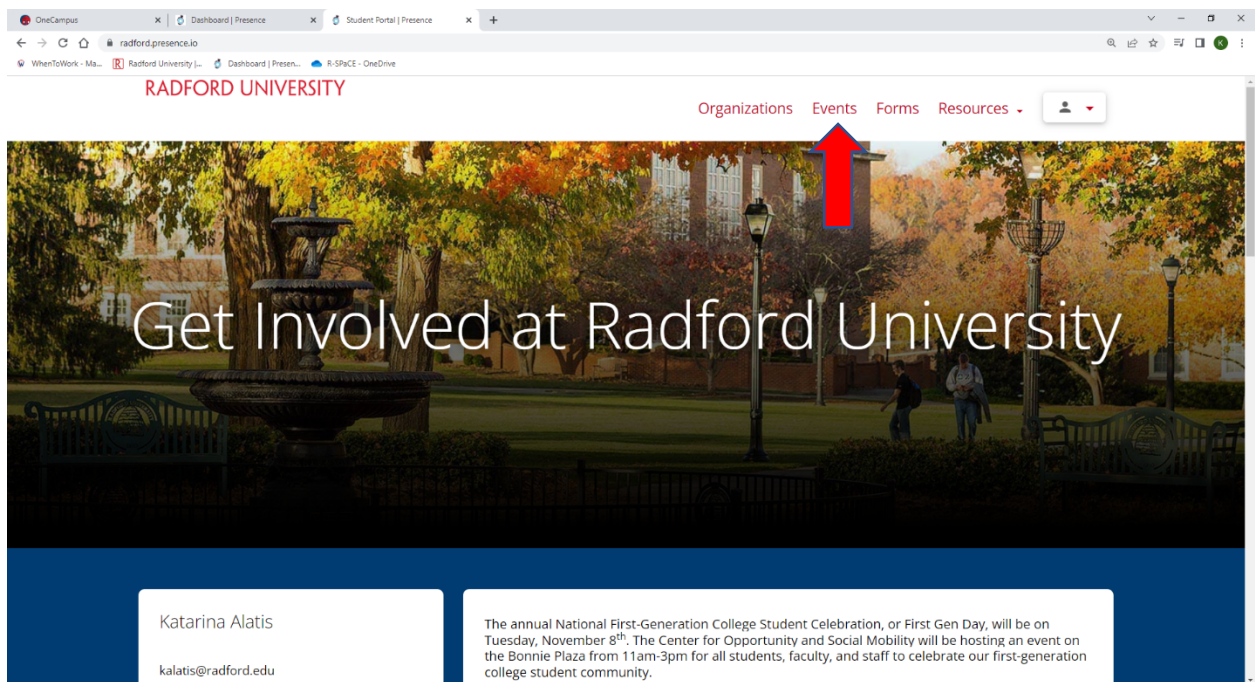 OneCampus
Dashboard | Presence
Student Portal | Presence
radford.presence.io
K
WhenToWork - Ma...
R
Radford University |...
Dashboard | Presen...
R-SPaCE - OneDrive
RADFORD UNIVERSITY
Organizations
Events
Forms
Resources
Get Involved at Radford University
Katarina Alatis
kalatis@radford.edu
The annual National First-Generation College Student Celebration, or First Gen Day, will be on
Tuesday, November 8th. The Center for Opportunity and Social Mobility will be hosting an event on
the Bonnie Plaza from 11am-3pm for all students, faculty, and staff to celebrate our first-generation
college student community.